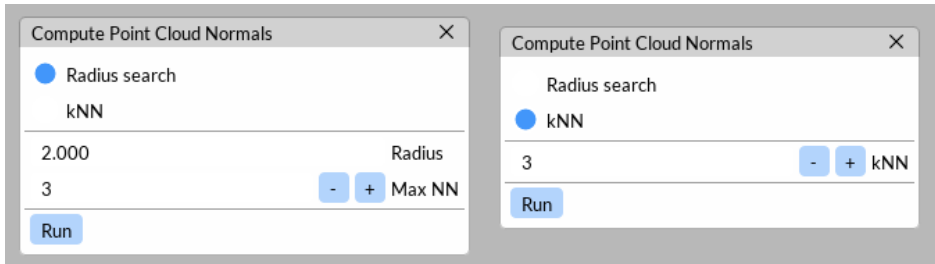 Compute Point Cloud Normals
Radius search
kNN
2.000 Radius
3 - + Max NN
Run
Compute Point Cloud Normals
Radius search
kNN
3 - + kNN
Run